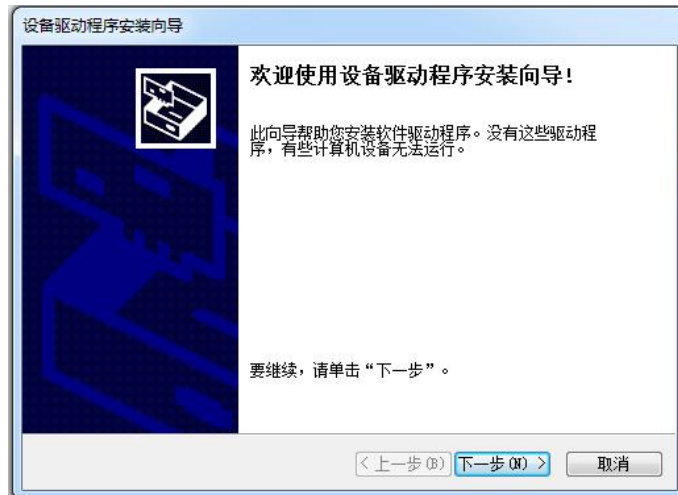 设备驱动程序安装向导
欢迎使用设备驱动程序安装向导!
此向导帮助您安装软件驱动程序。没有这些驱动程
序，有些计算机设备无法运行。
要继续，请单击“下一步”。
< 上一步(B) 下一步(N) > 取消